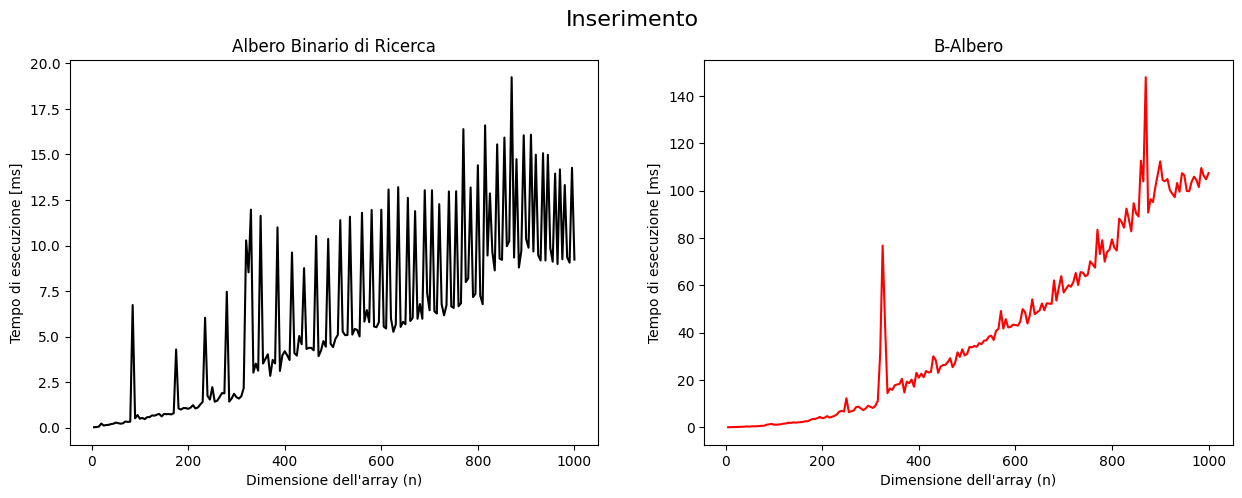 Inserimento
Albero Binario di Ricerca
Tempo di esecuzione [ms]
20.0
17.5
15.0
12.5
10.0
7.5
5.0
2.5
0.0
0 200 400 600 800 1000
Dimensione dell'array (n)
B-Albero
Tempo di esecuzione [ms]
140
120
100
80
60
40
20
0
0 200 400 600 800 1000
Dimensione dell'array (n)